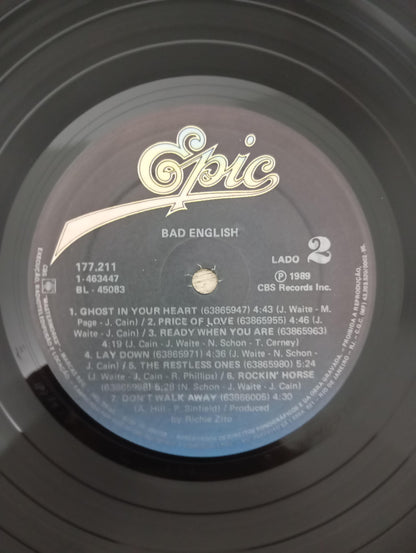 Epic
BAD ENGLISH
177.211
1-463447
BL - 45083
LADO 2
Ⓟ 1989
CBS Records Inc.
1. GHOST IN YOUR HEART (63865947) 4:43 (J. Waite - M.
Page - J. Cain) / 2. PRICE OF LOVE (63865955) 4:46 (J.
Waite - J. Cain) / 3. READY WHEN YOU ARE (63865963)
4:19 (J. Cain - J. Waite - N. Schon - T. Cerney)
4. LAY DOWN (63865971) 4:36 (J. Waite - N. Schon -
J. Cain) / 5. THE RESTLESS ONES (63865980) 5:24
(J. Waite - J. Cain - R. Phillips) / 6. ROCKIN' HORSE
(63865998) 5:28 (N. Schon - J. Waite - J. Cain)
7. DON'T WALK AWAY (63866005) 4:30
(A. Hill - P. Sinfield) / Produced
by Richie Zito